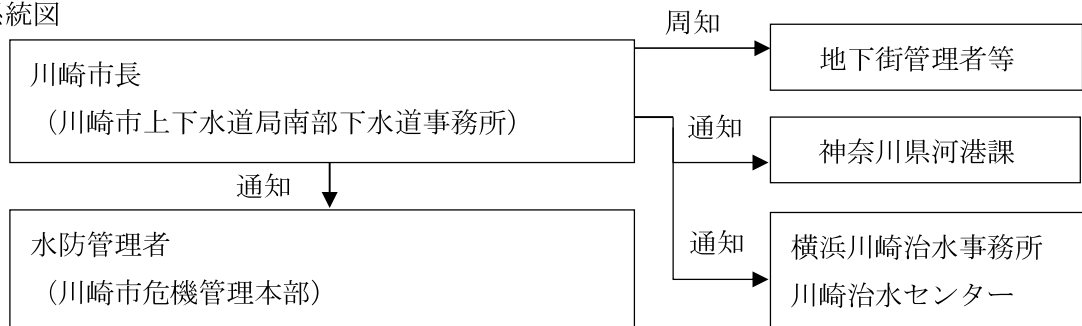 統図
周知
川崎市長
(川崎市上下水道局南部下水道事務所)
地下街管理者等
通知
神奈川県河港課
通知
水防管理者
(川崎市危機管理本部)
通知
横浜川崎治水事務所
川崎治水センター